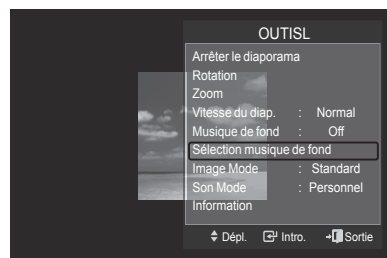 OUTISL
Arrêter le diaporama
Rotation
Zoom
Vitesse du diap. : Normal
Musique de fond : Off
Sélection musique de fond
Image Mode : Standard
Son Mode : Personnel
Information
Dépl. Intro. Sortie